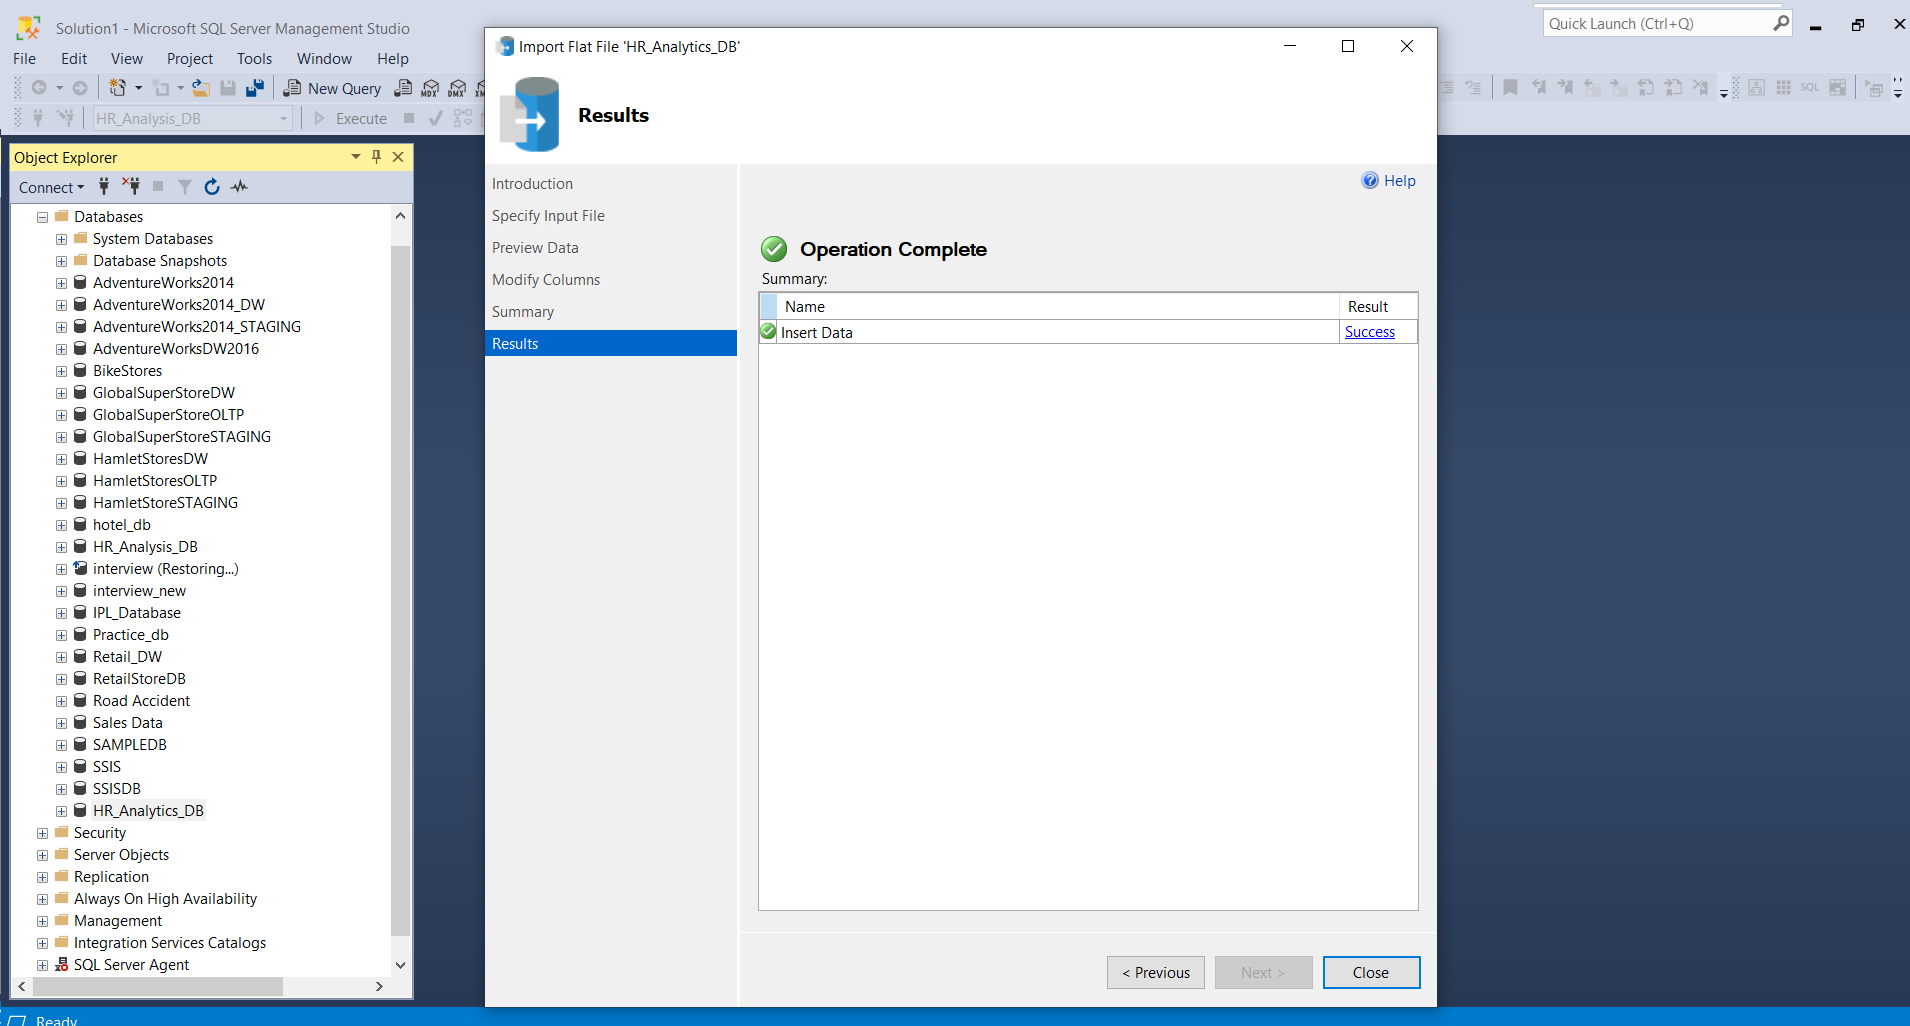 Solution1 - Microsoft SQL Server Management Studio
Quick Launch (Ctrl+Q)
File Edit View Project Tools Window Help
New Query MDX DMX SQL
HR_Analysis_DB Execute
Object Explorer
Connect
Databases
System Databases
Database Snapshots
AdventureWorks2014
AdventureWorks2014_DW
AdventureWorks2014_STAGING
AdventureWorksDW2016
BikeStores
GlobalSuperStoreDW
GlobalSuperStoreOLTP
GlobalSuperStoreSTAGING
HamletStoresDW
HamletStoresOLTP
HamletStoreSTAGING
hotel_db
HR_Analysis_DB
interview (Restoring...)
interview_new
IPL_Database
Practice_db
Retail_DW
RetailStoreDB
Road Accident
Sales Data
SAMPLEDB
SSIS
SSISDB
HR_Analytics_DB
Security
Server Objects
Replication
Always On High Availability
Management
Integration Services Catalogs
SQL Server Agent
Ready
Import Flat File 'HR_Analytics_DB'
Results
Introduction
Specify Input File
Preview Data
Modify Columns
Summary
Results
Help
Operation Complete
Summary:
Name Result
Insert Data Success
< Previous Next > Close